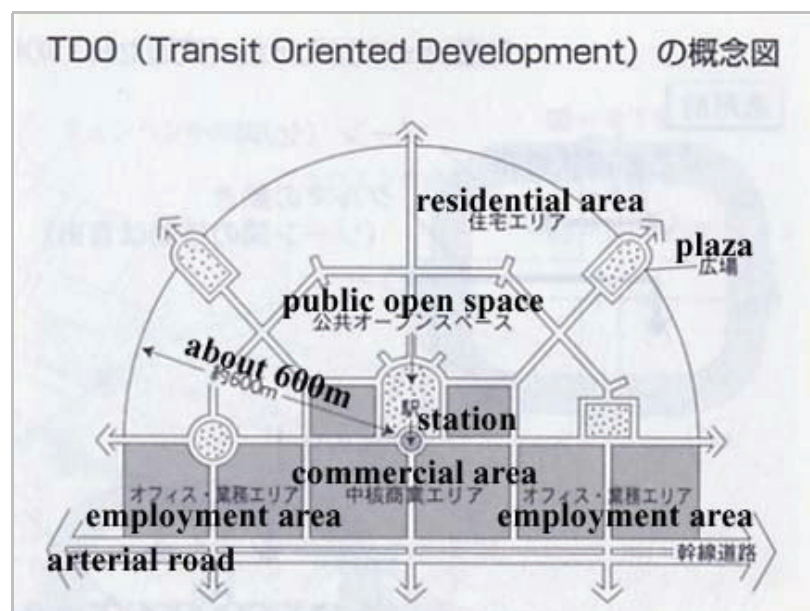 TDO（Transit Oriented Development）の概念図
residential area
住宅エリア
plaza
広場
public open space
公共オープンスペース
about 600m
約600m
駅
station
commercial area
オフィス・業務エリア
中核商業エリア
オフィス・業務エリア
employment area
employment area
arterial road
幹線道路